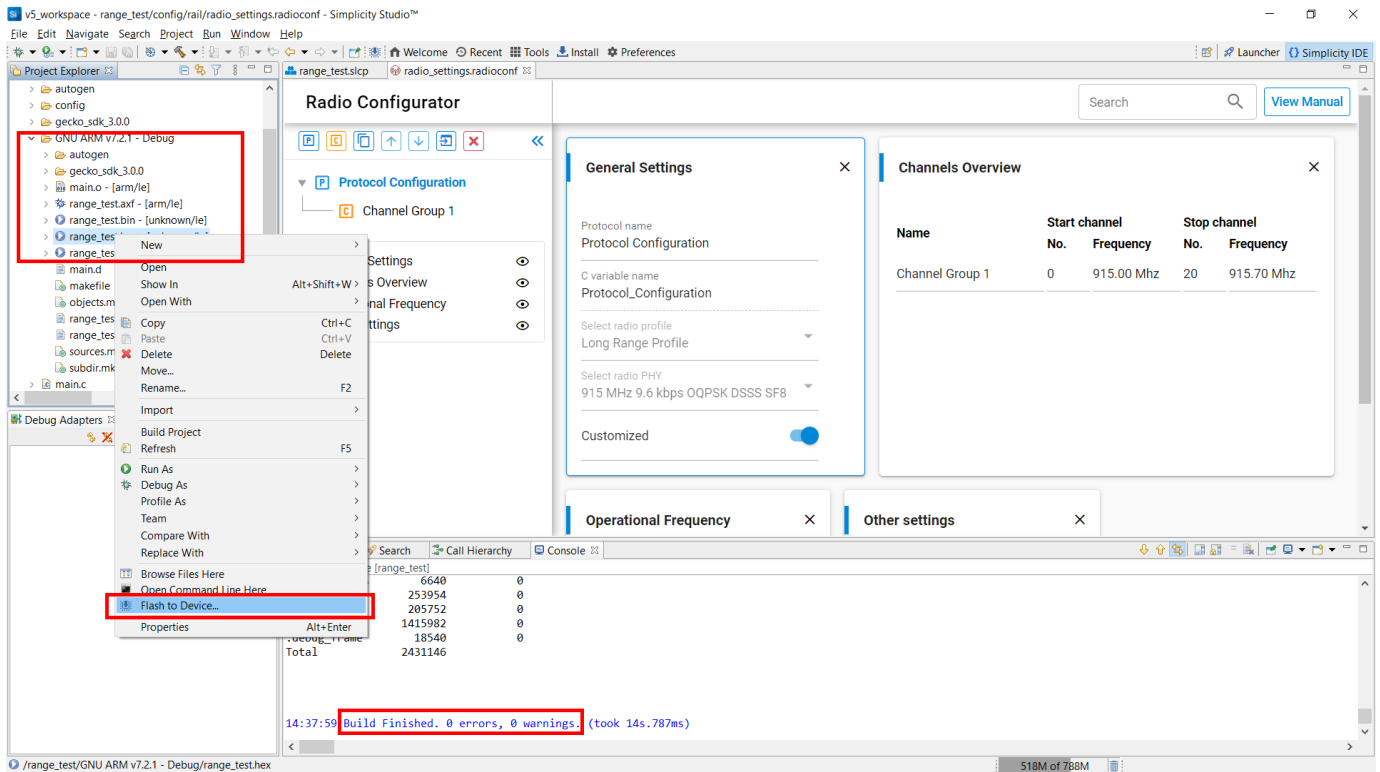 v5_workspace - range_test/config/rail/radio_settings.radioconf - Simplicity Studio™
File Edit Navigate Search Project Run Window Help
Welcome Recent Tools Install Preferences
Launcher {} Simplicity IDE
Project Explorer
autogen
config
gecko_sdk_3.0.0
GNU ARM v7.2.1 - Debug
autogen
gecko_sdk_3.0.0
main.o - [arm/le]
range_test.axf - [arm/le]
range_test.bin - [unknown/le]
range_tes
range_tes
main.d
makefile
objects.m
range_tes
range_tes
sources.m
subdir.mk
main.c
Debug Adapters
New
Open
Show In Alt+Shift+W
Open With
Copy Ctrl+C
Paste Ctrl+V
Delete Delete
Move...
Rename... F2
Import
Build Project
Refresh F5
Run As
Debug As
Profile As
Team
Compare With
Replace With
Browse Files Here
Open Command Line Here
Flash to Device...
Properties Alt+Enter
range_test.slcp radio_settings.radioconf
Radio Configurator
Search
View Manual
Protocol Configuration
Channel Group 1
Settings
s Overview
nal Frequency
ttings
General Settings
Protocol name
Protocol Configuration
C variable name
Protocol_Configuration
Select radio profile
Long Range Profile
Select radio PHY
915 MHz 9.6 kbps OQPSK DSSS SF8
Customized
Channels Overview
Start channel Stop channel
Name No. Frequency No. Frequency
Channel Group 1 0 915.00 Mhz 20 915.70 Mhz
Operational Frequency
Other settings
Search Call Hierarchy Console
e [range_test]
6640 0
253954 0
205752 0
1415982 0
.debug_frame 18540 0
Total 2431146
14:37:59 Build Finished. 0 errors, 0 warnings. (took 14s.787ms)
/range_test/GNU ARM v7.2.1 - Debug/range_test.hex
518M of 788M